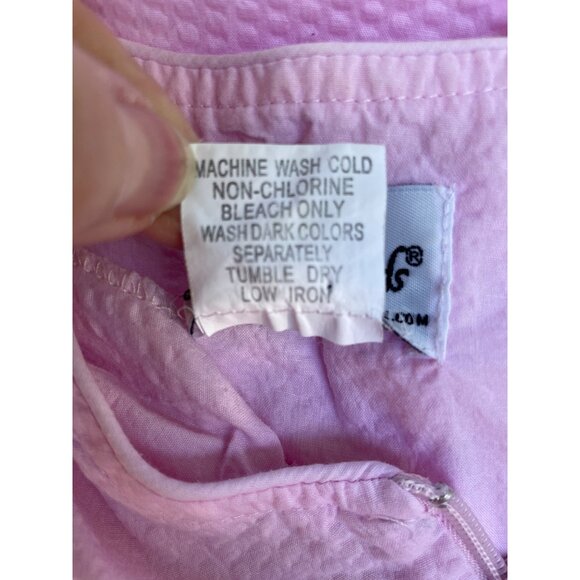 MACHINE WASH COLD
NON-CHLORINE
BLEACH ONLY
WASH DARK COLORS
SEPARATELY
TUMBLE DRY
LOW IRON
®
.COM